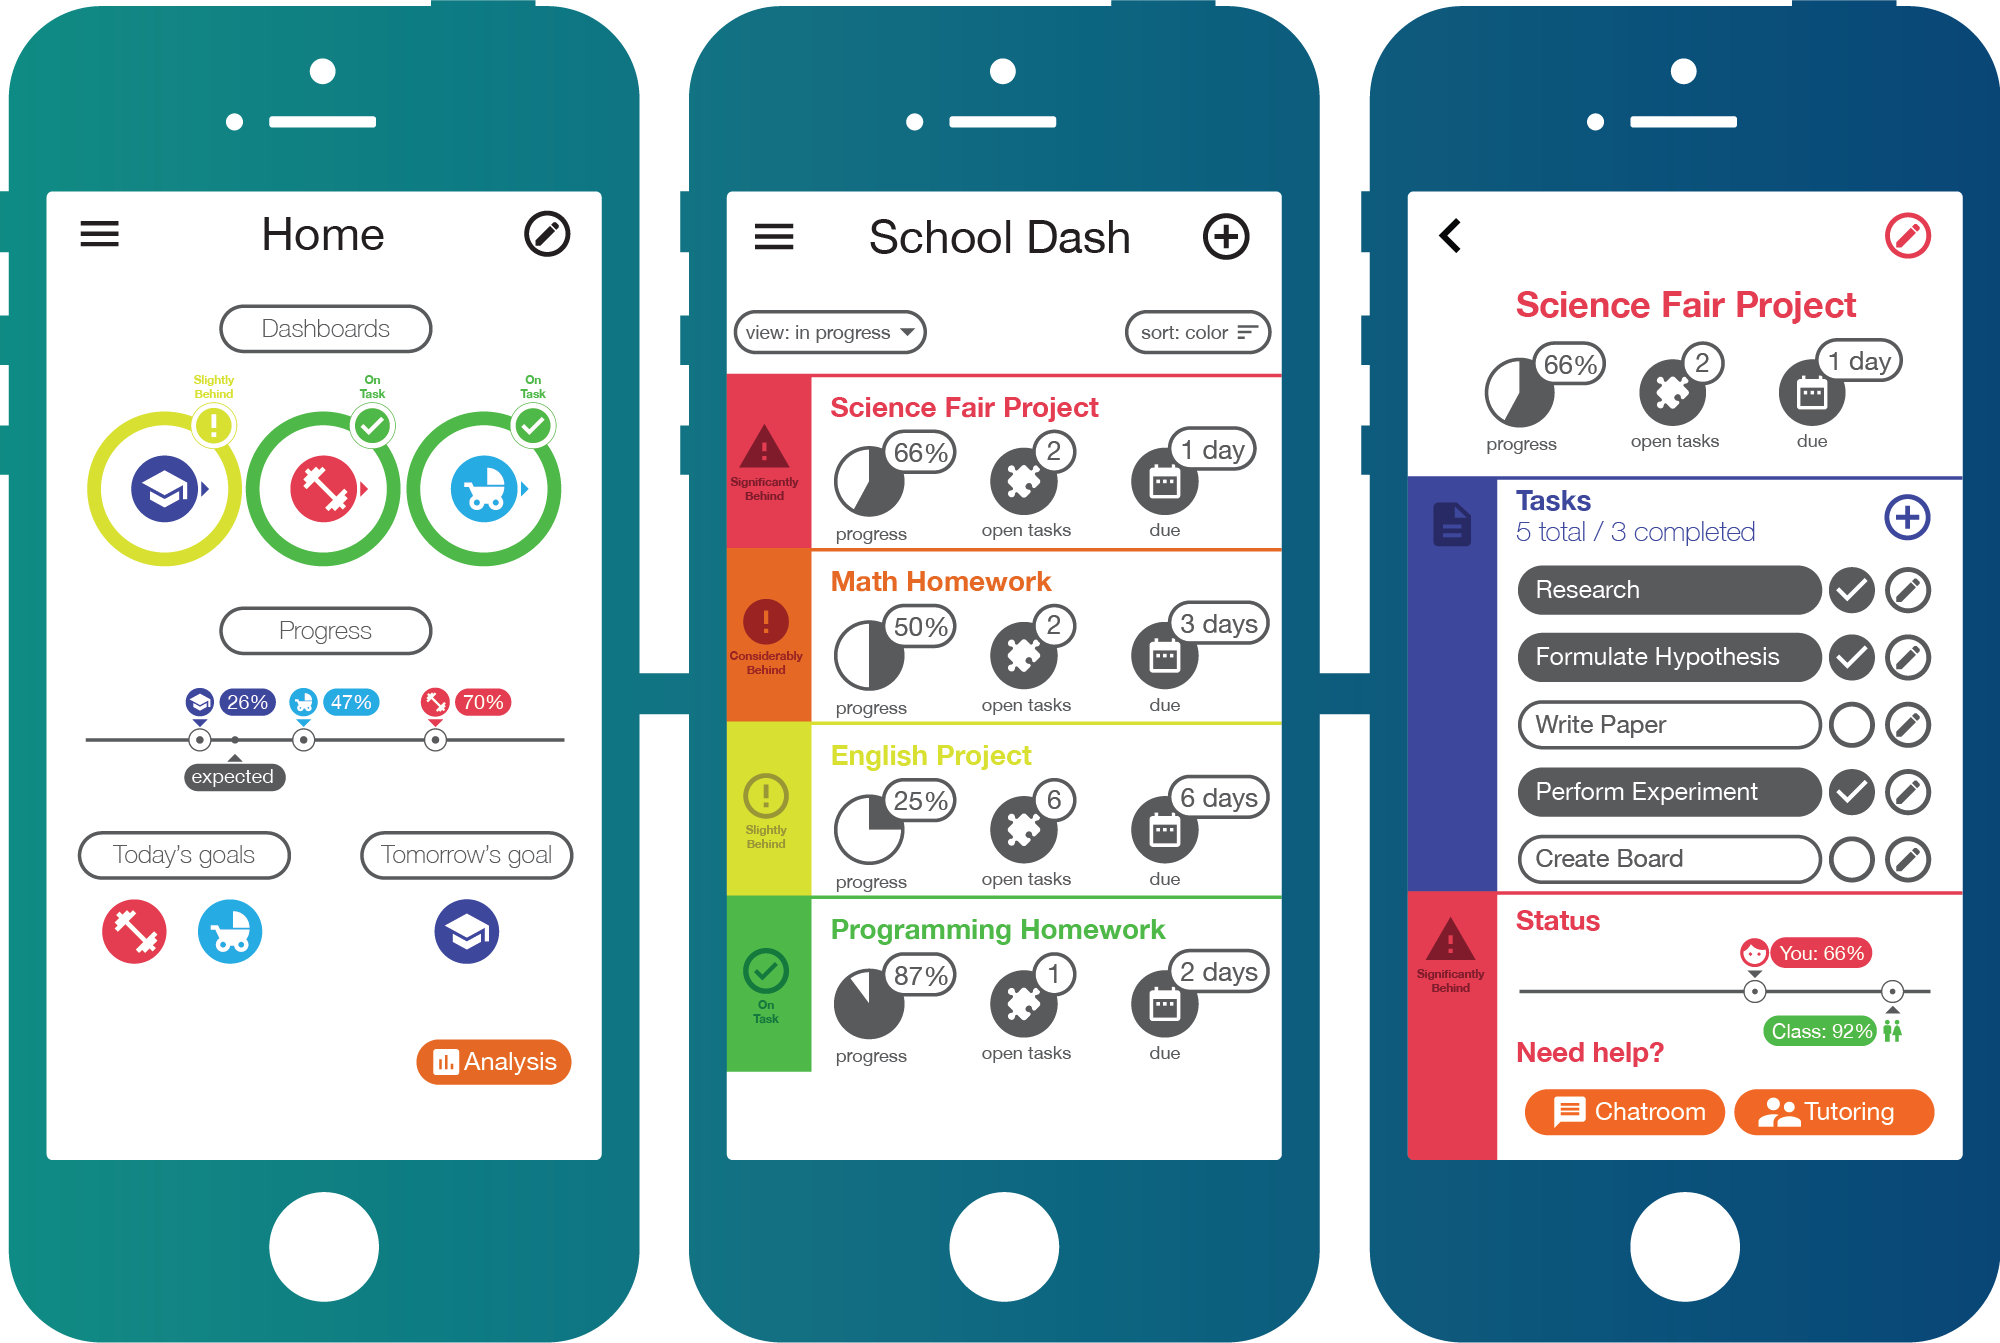 Home
Dashboards
Slightly
Behind
On
Task
On
Task
Progress
26%
47%
70%
expected
Today's goals
Tomorrow's goal
Analysis
School Dash
view: in progress
sort: color
Significantly
Behind
Science Fair Project
66%
2
1 day
progress
open tasks
due
Considerably
Behind
Math Homework
50%
2
3 days
progress
open tasks
due
Slightly
Behind
English Project
25%
6
6 days
progress
open tasks
due
On
Task
Programming Homework
87%
1
2 days
progress
open tasks
due
Science Fair Project
66%
2
1 day
progress
open tasks
due
Tasks
5 total / 3 completed
Research
Formulate Hypothesis
Write Paper
Perform Experiment
Create Board
Significantly
Behind
Status
You: 66%
Class: 92%
Need help?
Chatroom
Tutoring